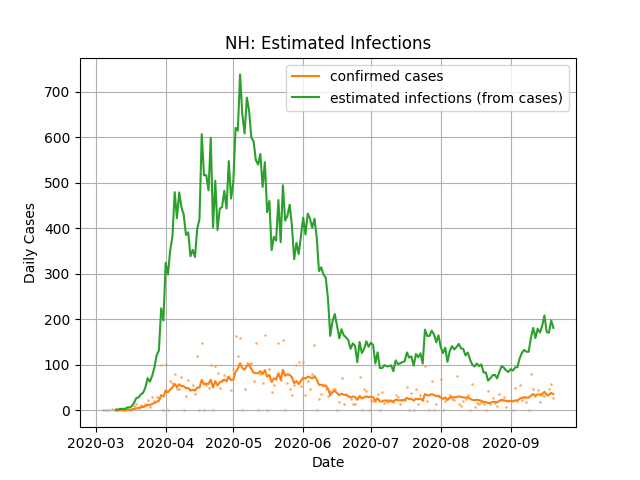 NH: Estimated Infections
confirmed cases
estimated infections (from cases)
Daily Cases
700
600
500
400
300
200
100
0
2020-03 2020-04 2020-05 2020-06 2020-07 2020-08 2020-09
Date